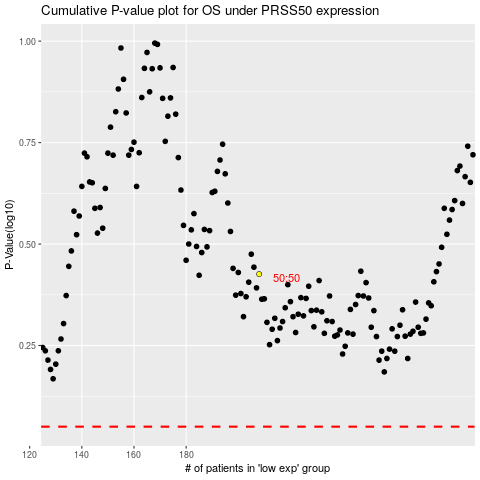 Cumulative P-value plot for OS under PRSS50 expression
P-Value(log10)
1.00
0.75
0.50
0.25
50:50
120 140 160 180
# of patients in 'low exp' group